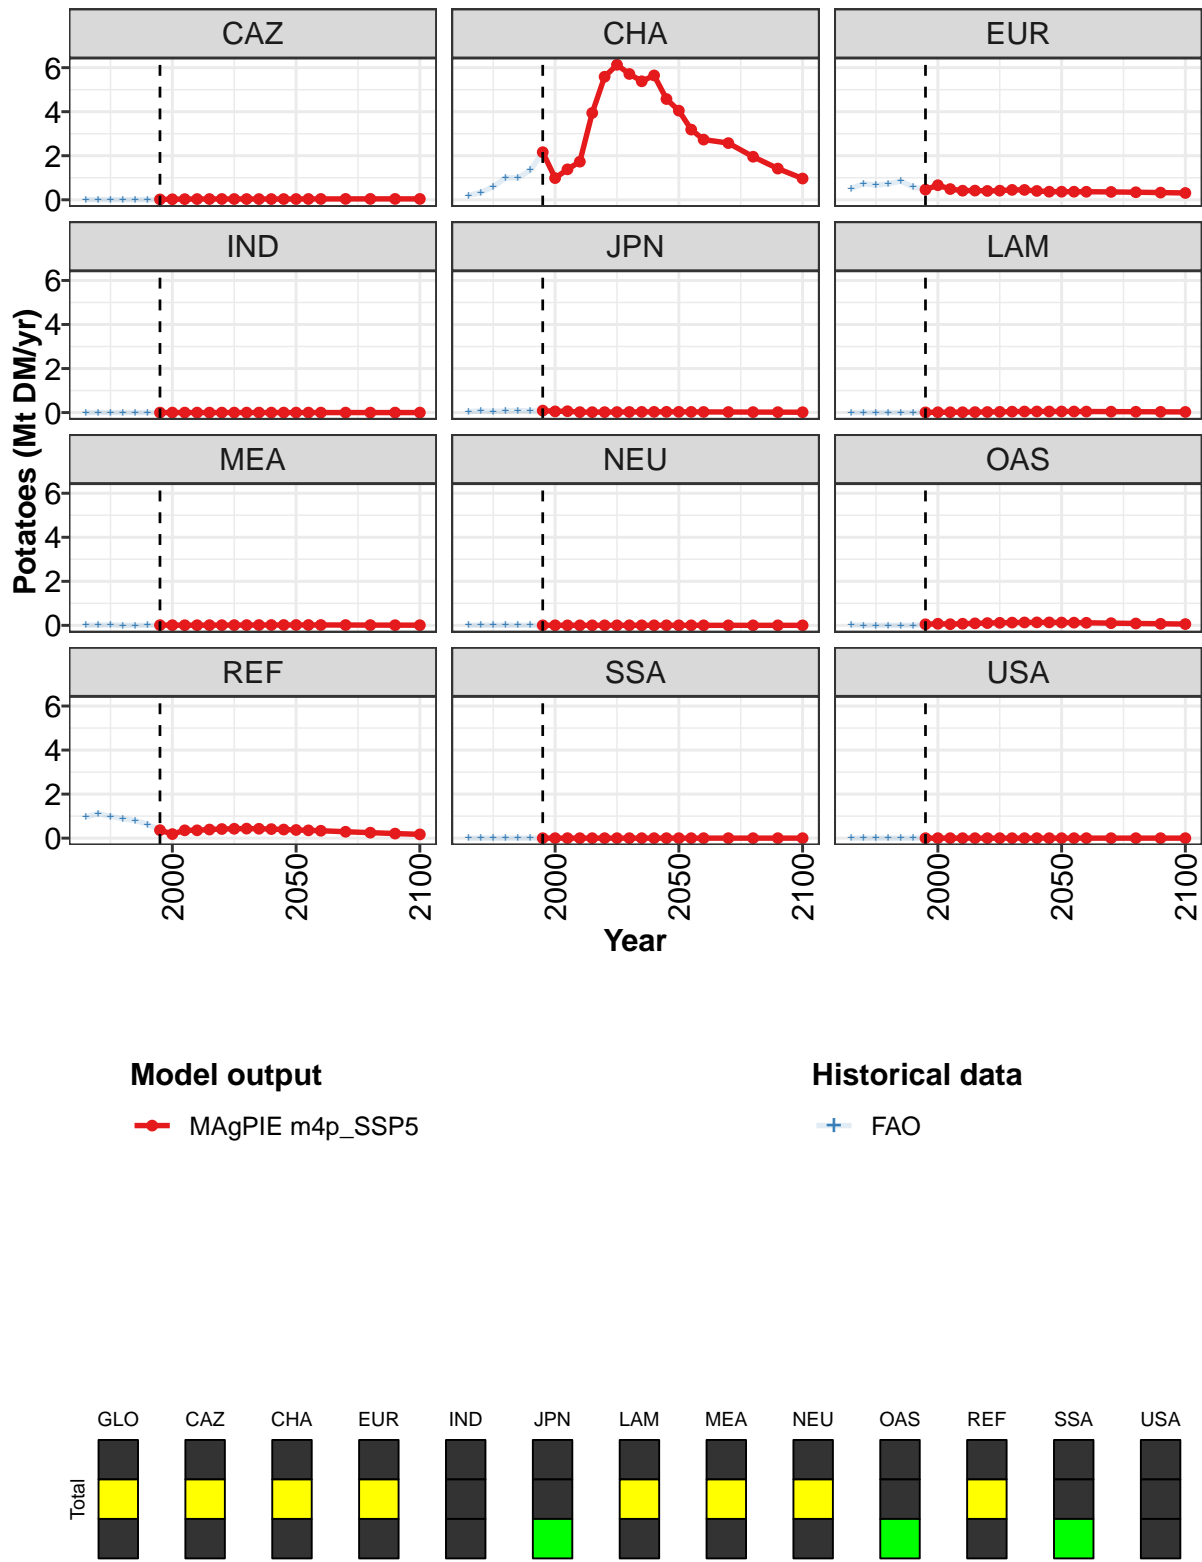 CAZ CHA EUR
6
4
2
0
IND JPN LAM
6
4
2
0
MEA NEU OAS
6
4
2
0
REF SSA USA
6
4
2
0
Potatoes (Mt DM/yr)
2000 2050 2100 2000 2050 2100 2000 2050 2100
Year
Model output Historical data
MAgPIE m4p_SSP5 FAO
GLO CAZ CHA EUR IND JPN LAM MEA NEU OAS REF SSA USA
Total